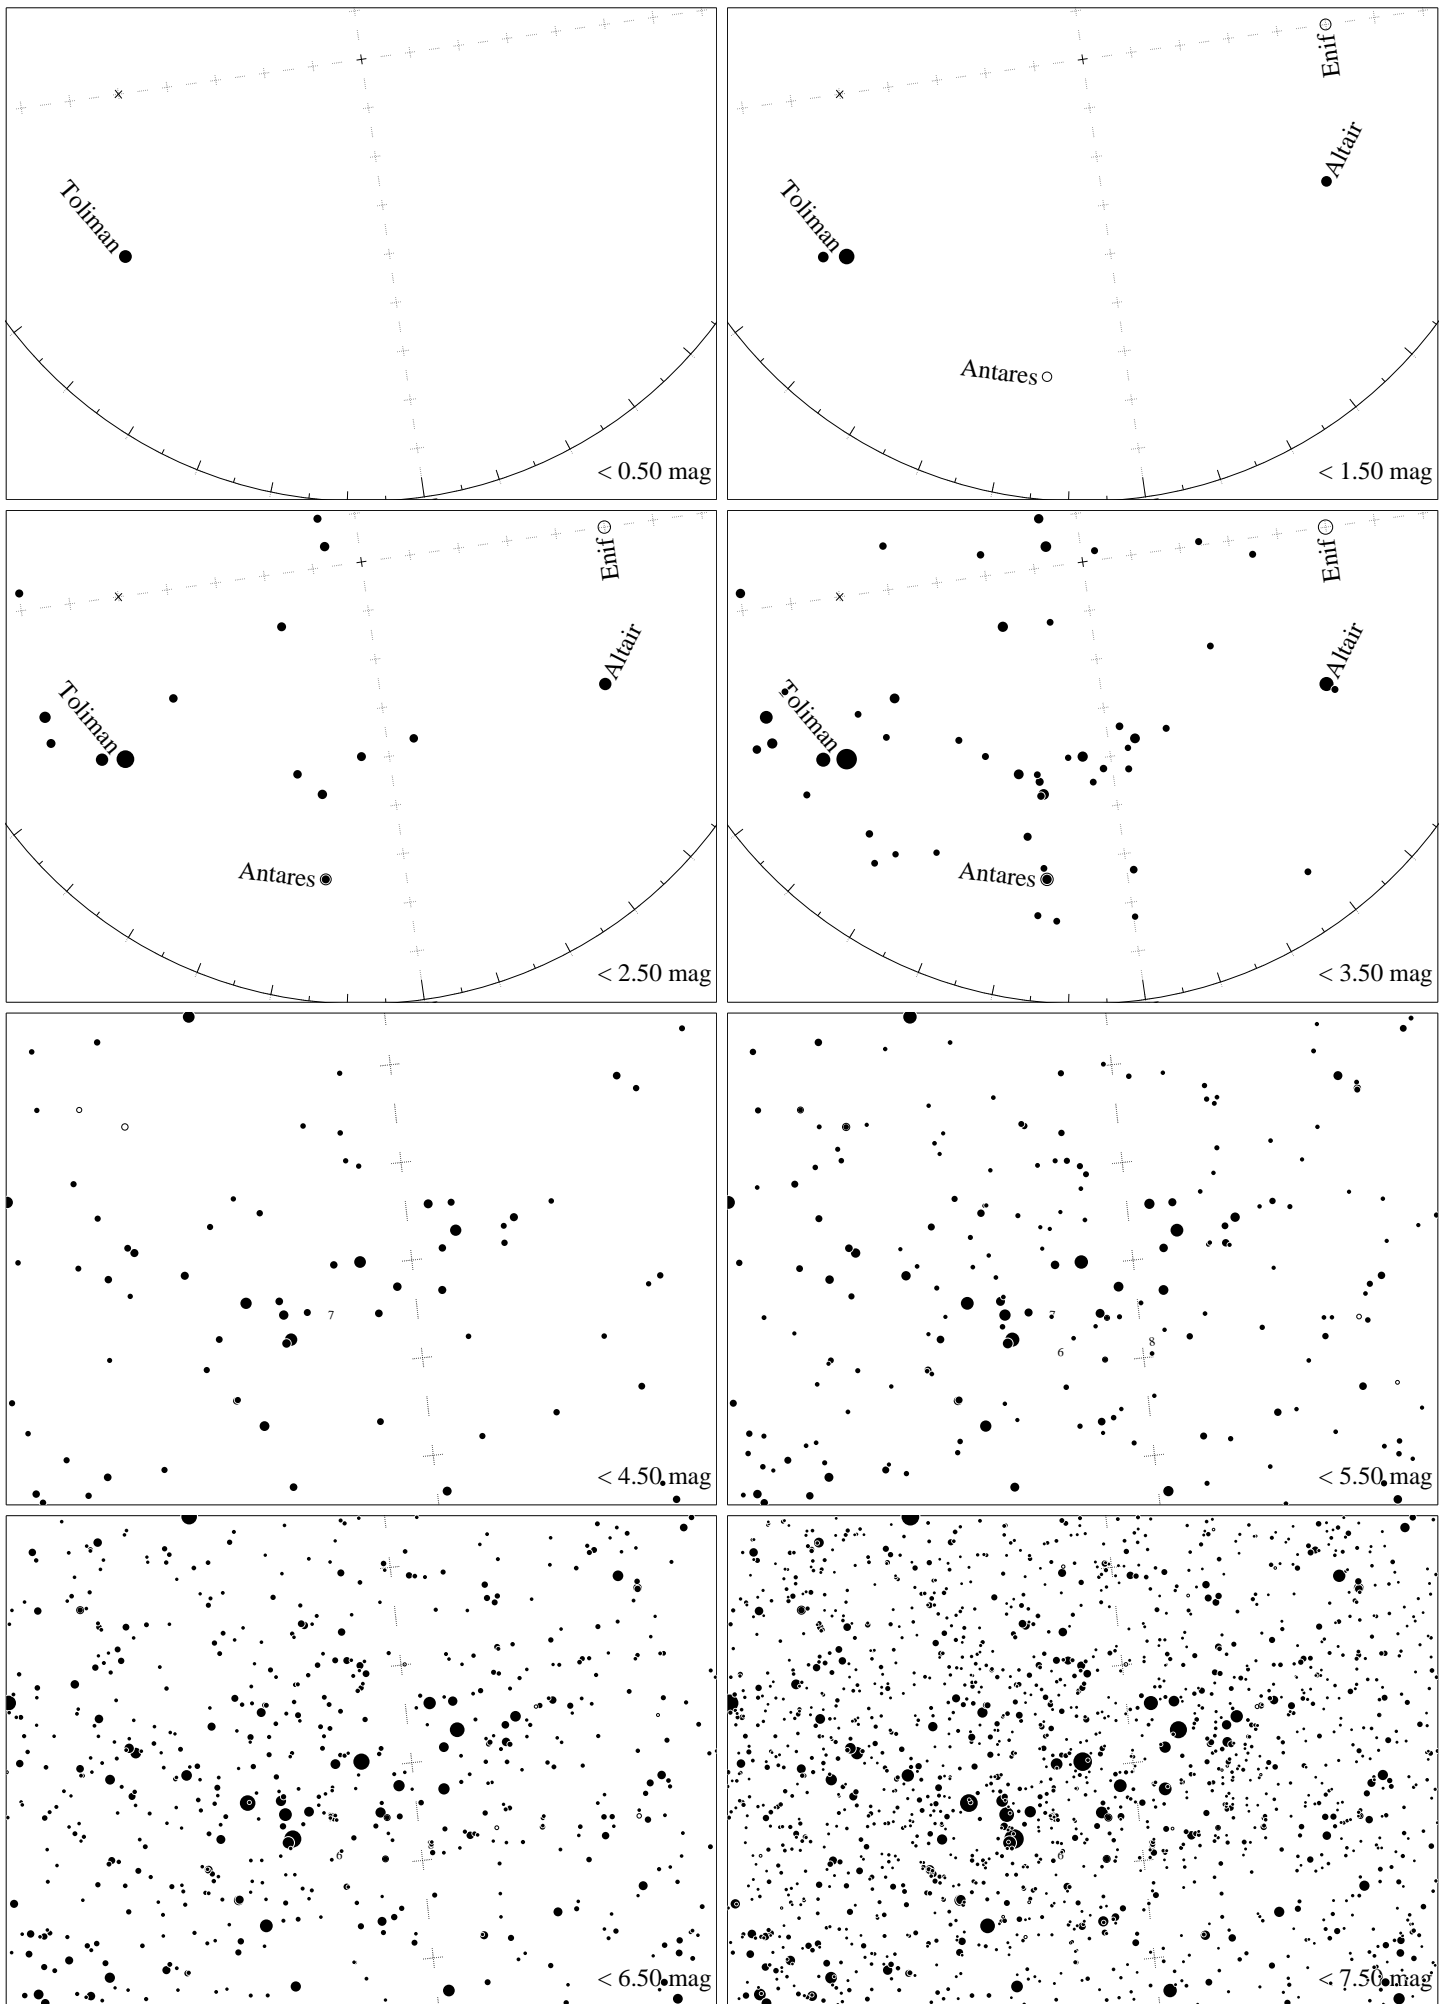 Toliman
< 0.50 mag
Enif
Altair
Toliman
Antares
< 1.50 mag
Enif
Altair
Toliman
Antares
< 2.50 mag
Enif
Altair
Toliman
Antares
< 3.50 mag
7
< 4.50 mag
7
6
8
< 5.50 mag
6
< 6.50 mag
6
< 7.50 mag